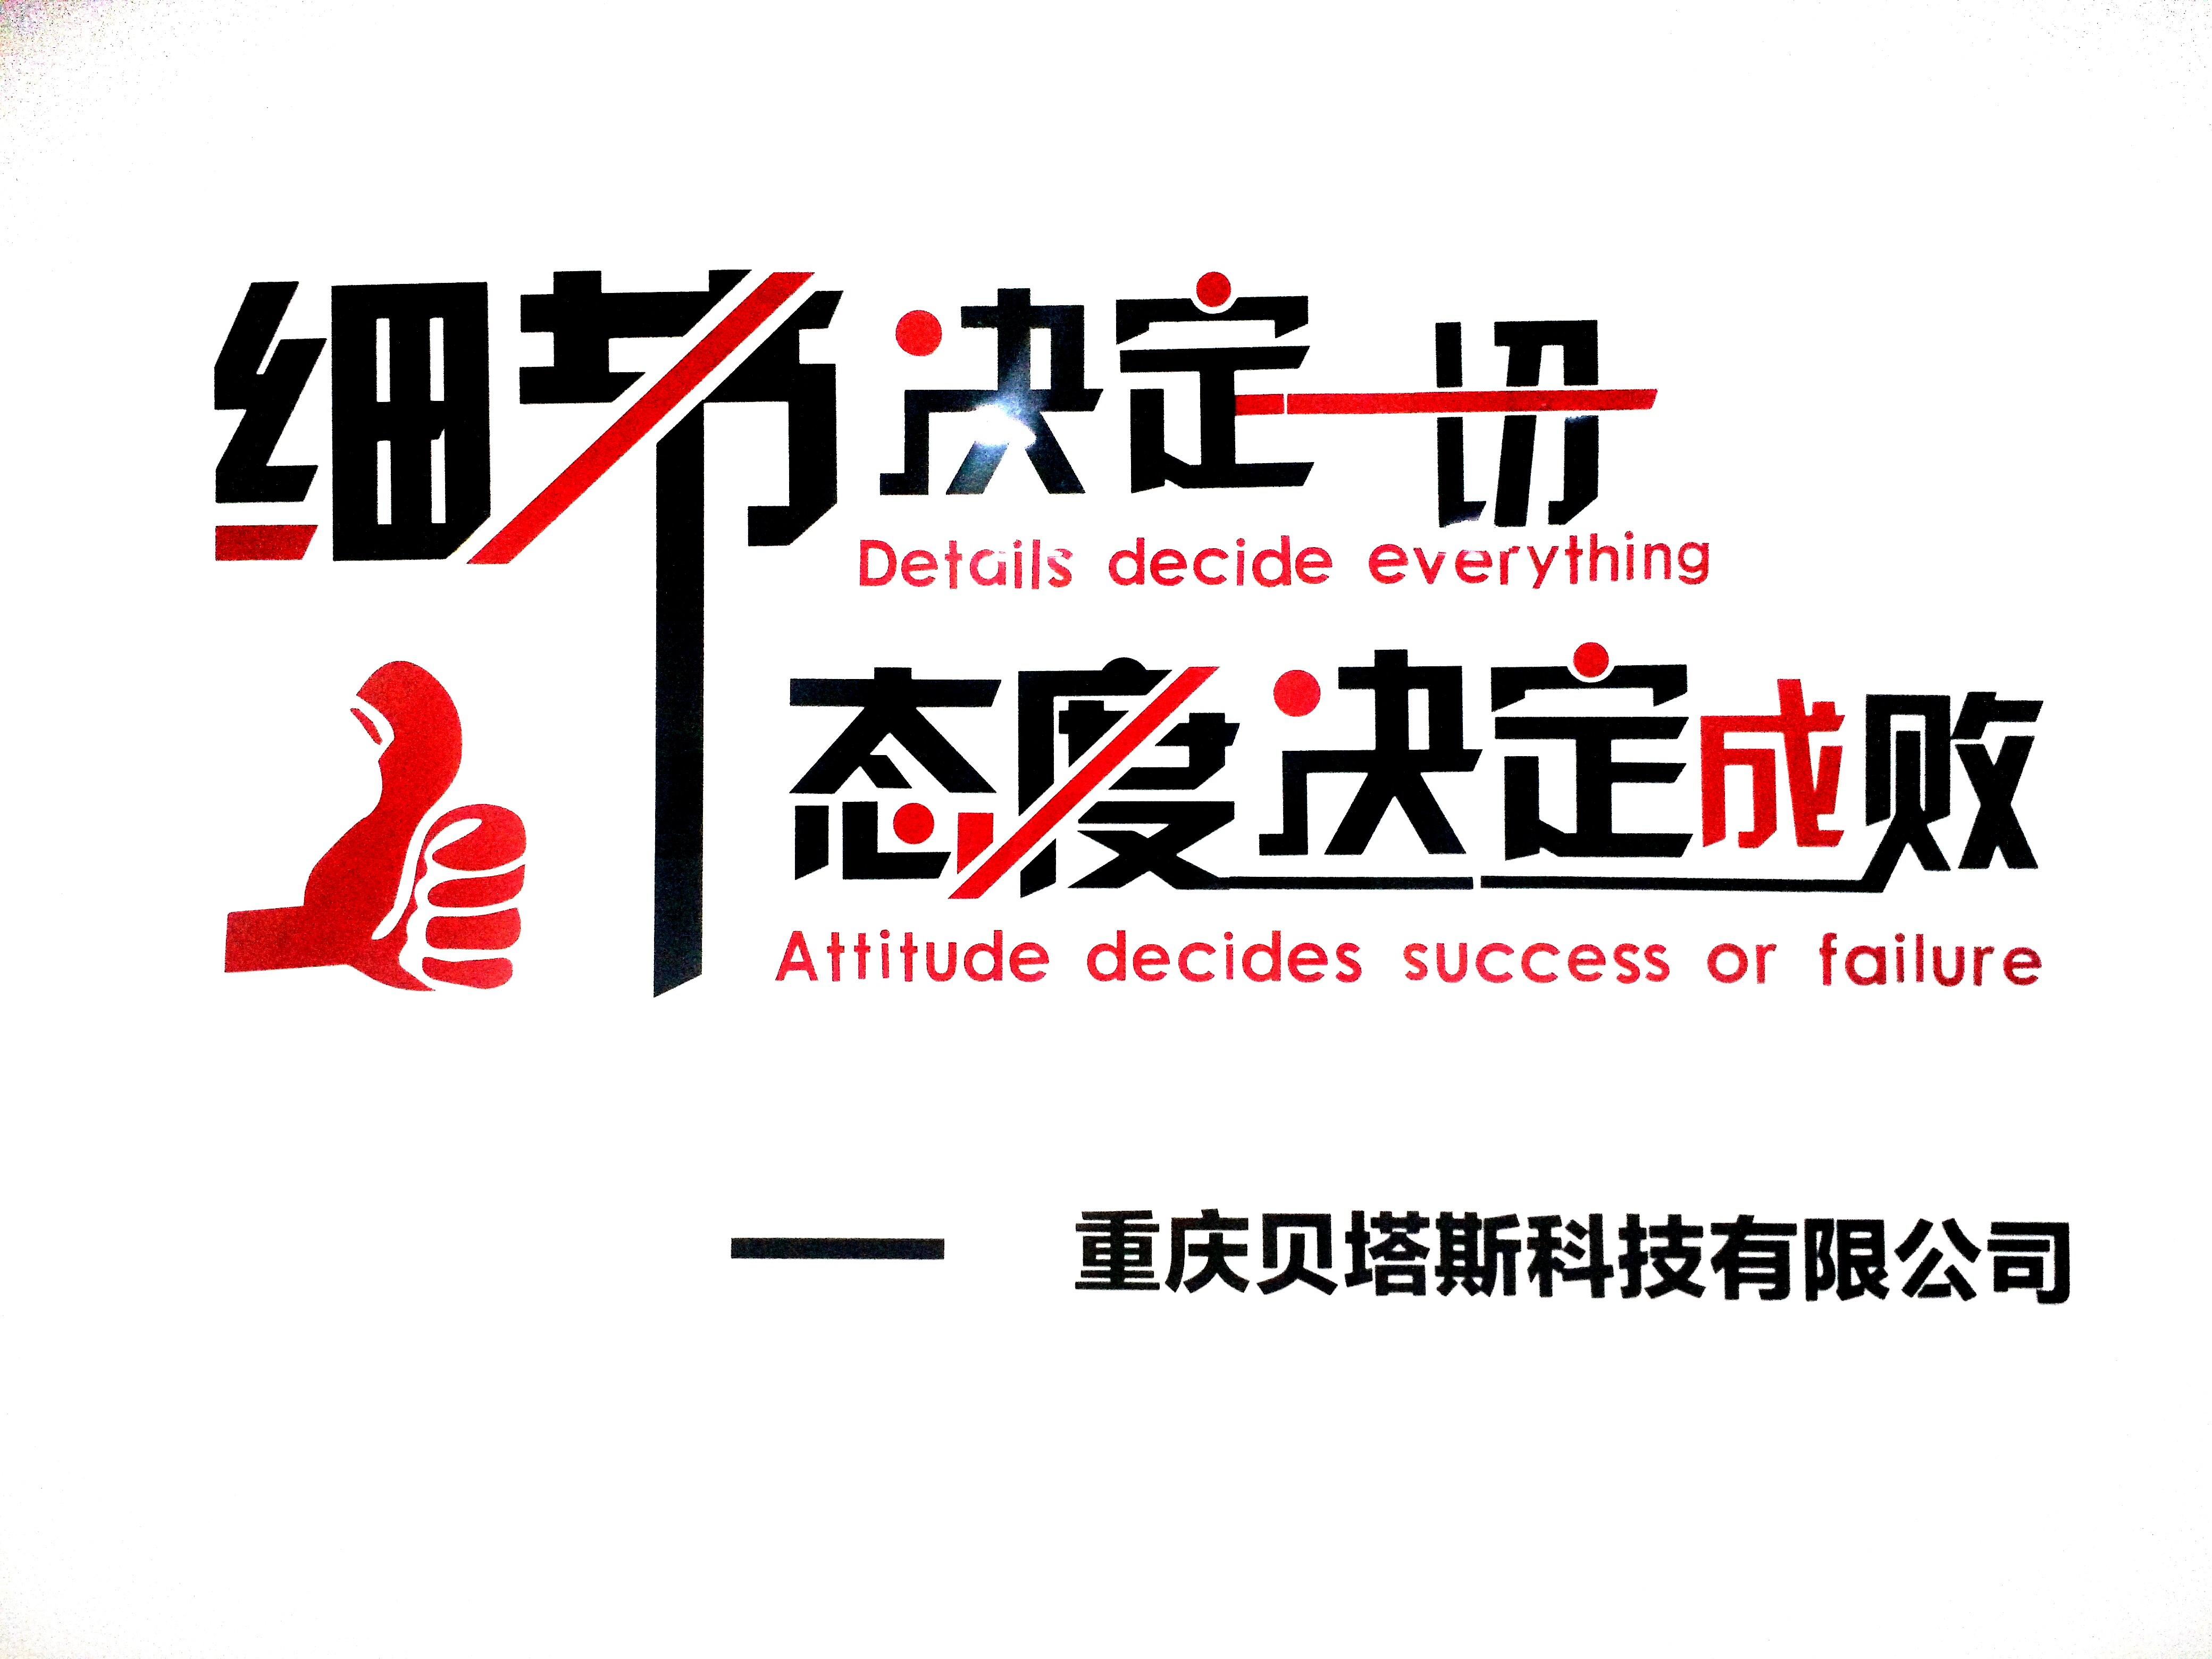 细节决定一切
Details decide everything
态度决定成败
Attitude decides success or failure
— 重庆贝塔斯科技有限公司